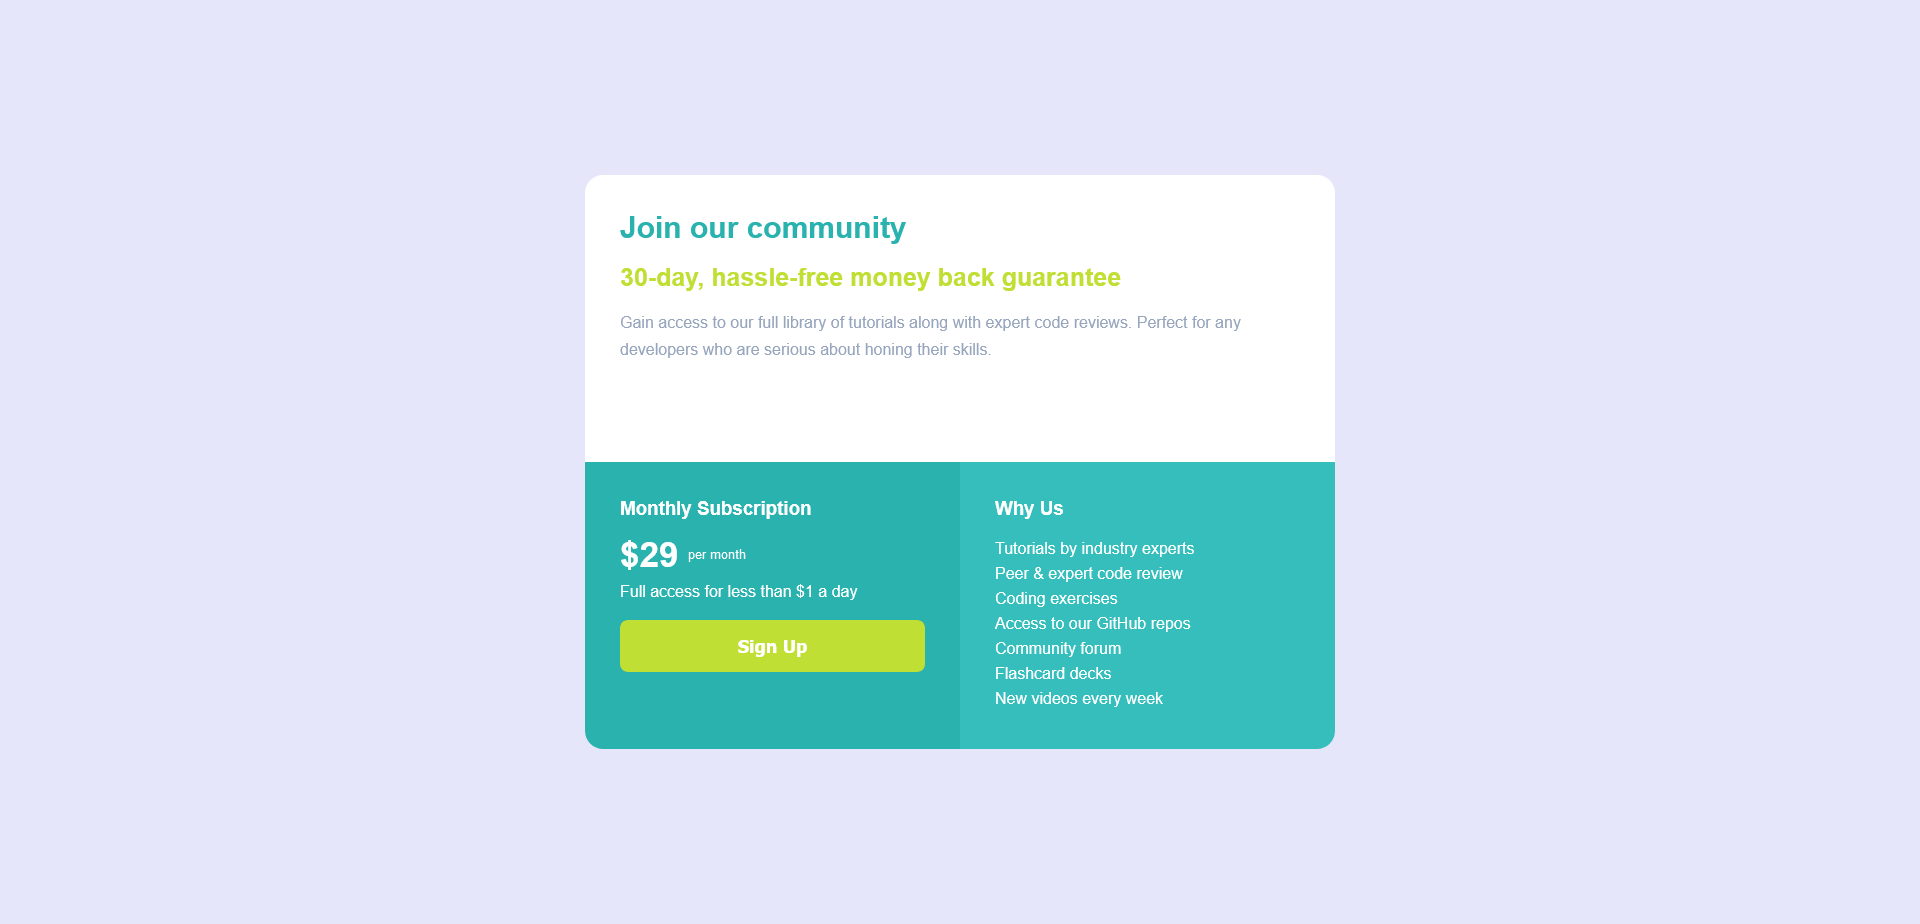 Join our community
30-day, hassle-free money back guarantee
Gain access to our full library of tutorials along with expert code reviews. Perfect for any
developers who are serious about honing their skills.
Monthly Subscription
$29 per month
Full access for less than $1 a day
Sign Up
Why Us
Tutorials by industry experts
Peer & expert code review
Coding exercises
Access to our GitHub repos
Community forum
Flashcard decks
New videos every week